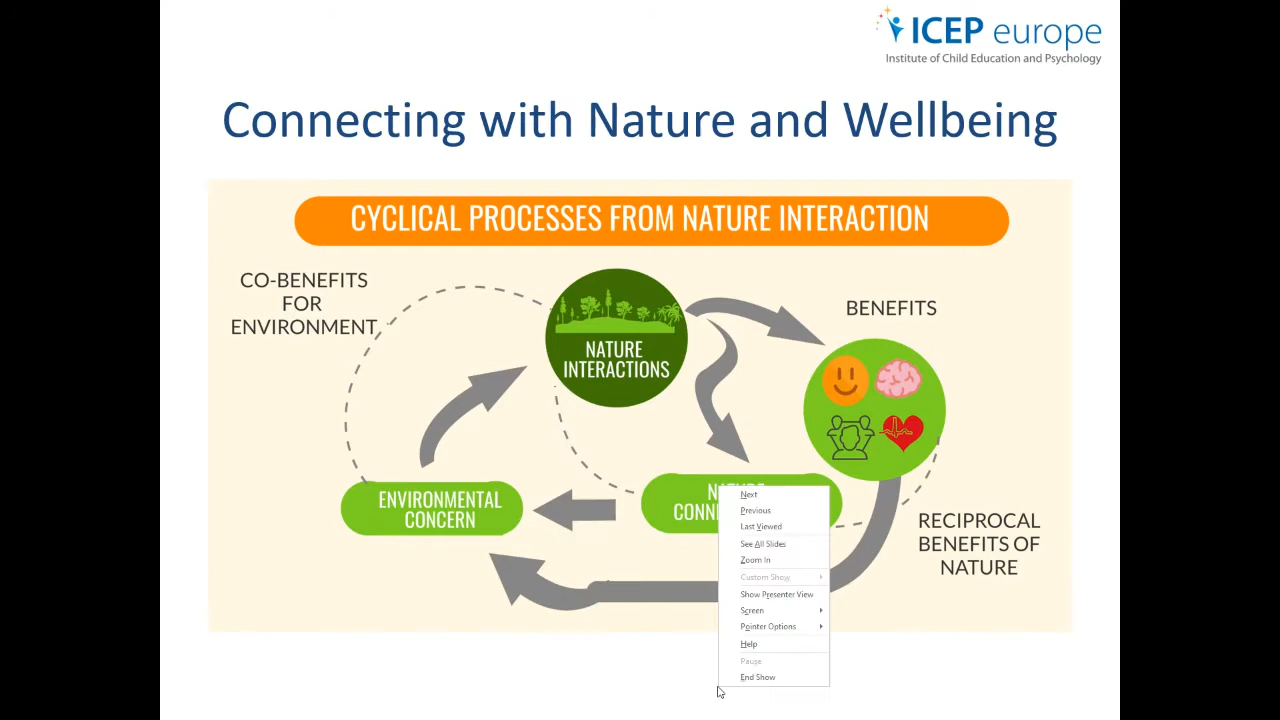 ICEP europe
Institute of Child Education and Psychology
Connecting with Nature and Wellbeing
CYCLICAL PROCESSES FROM NATURE INTERACTION
CO-BENEFITS
FOR
ENVIRONMENT
NATURE
INTERACTIONS
BENEFITS
ENVIRONMENTAL
CONCERN
RECIPROCAL
BENEFITS OF
NATURE
Next
Previous
Last Viewed
See All Slides
Zoom In
Custom Show
Show Presenter View
Screen
Pointer Options
Help
Pause
End Show